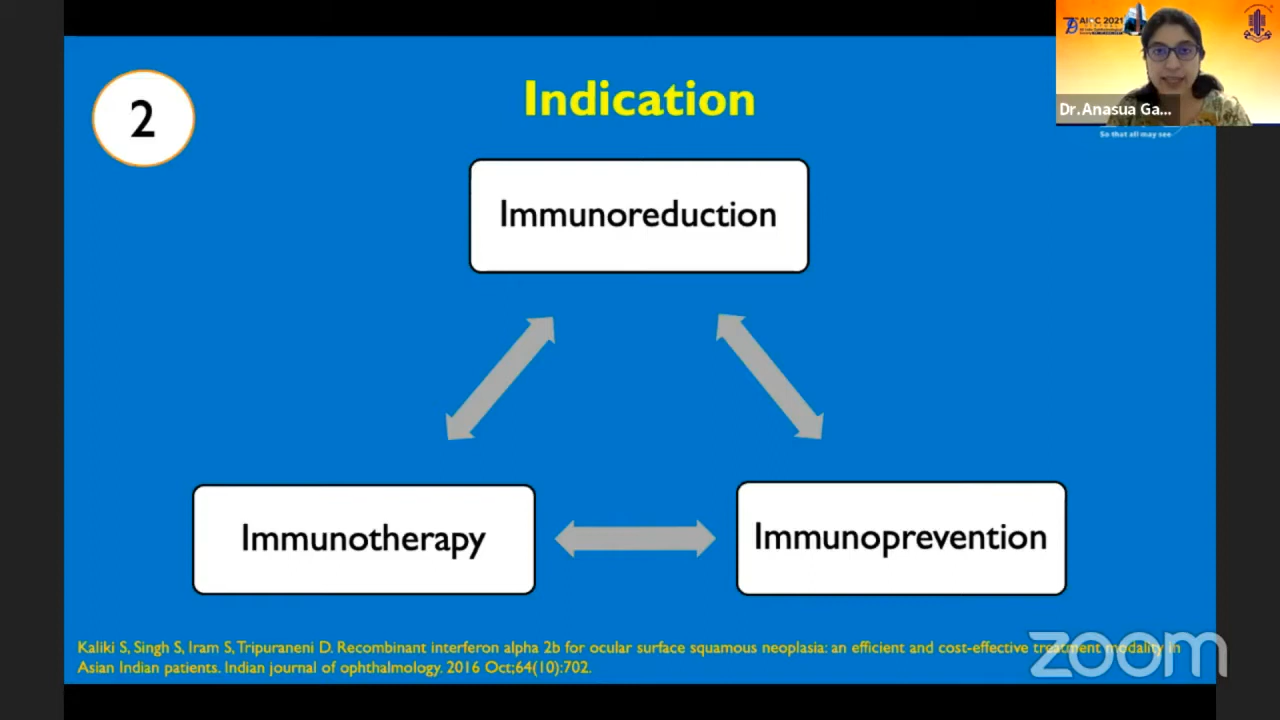 AIOC 2021
Dr.Anasua Ga...
So that all may see
2
Indication
Immunoreduction
Immunotherapy
Immunoprevention
Kaliki S, Singh S, Iram S, Tripuraneni D. Recombinant interferon alpha 2b for ocular surface squamous neoplasia: an efficient and cost-effective treatment modality in
Asian Indian patients. Indian journal of ophthalmology. 2016 Oct;64(10):702.
zoom